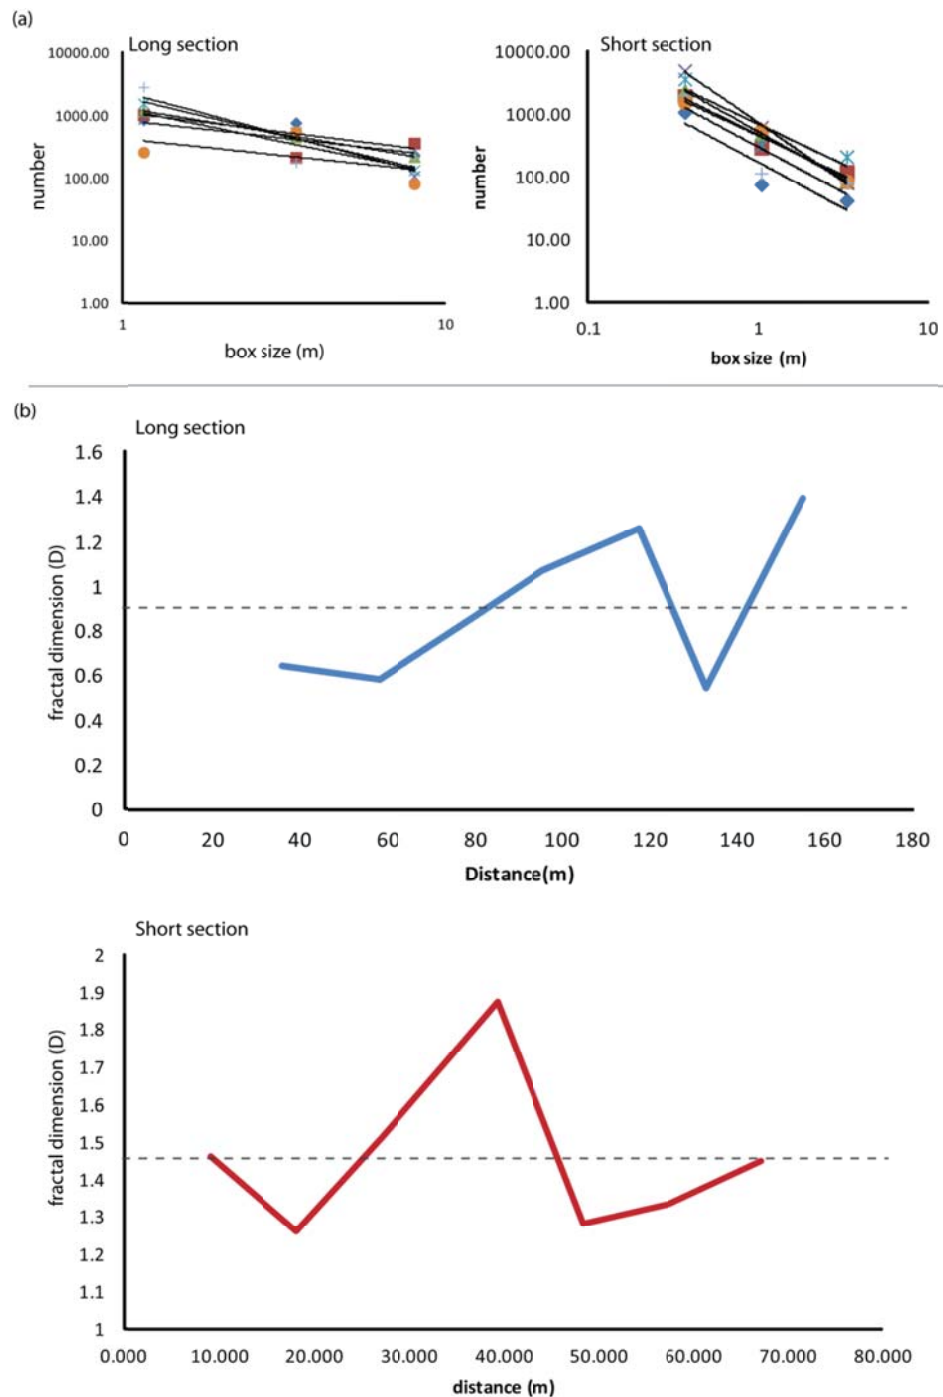 (a)
Long section
10000.00
1000.00
100.00
10.00
1.00
number
1
10
box size (m)
Short section
10000.00
1000.00
100.00
10.00
1.00
number
0.1
1
10
box size (m)
(b)
Long section
1.6
1.4
1.2
1
0.8
0.6
0.4
0.2
0
fractal dimension (D)
0 20 40 60 80 100 120 140 160 180
Distance(m)
Short section
2
1.9
1.8
1.7
1.6
1.5
1.4
1.3
1.2
1.1
1
fractal dimension (D)
0.000 10.000 20.000 30.000 40.000 50.000 60.000 70.000 80.000
distance (m)